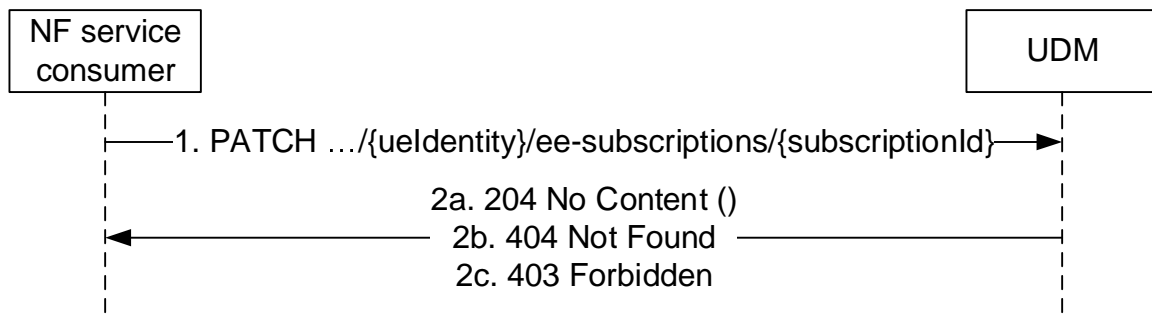 NF service
consumer
UDM
1. PATCH …/{ueIdentity}/ee-subscriptions/{subscriptionId}
2a. 204 No Content ()
2b. 404 Not Found
2c. 403 Forbidden